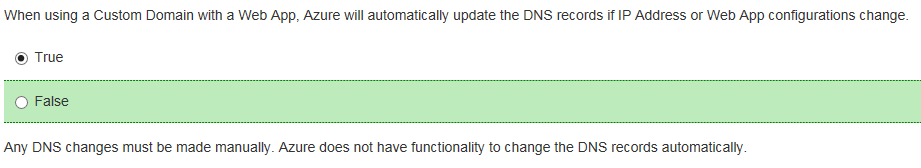 When using a Custom Domain with a Web App, Azure will automatically update the DNS records if IP Address or Web App configurations change.
True
False
Any DNS changes must be made manually. Azure does not have functionality to change the DNS records automatically.